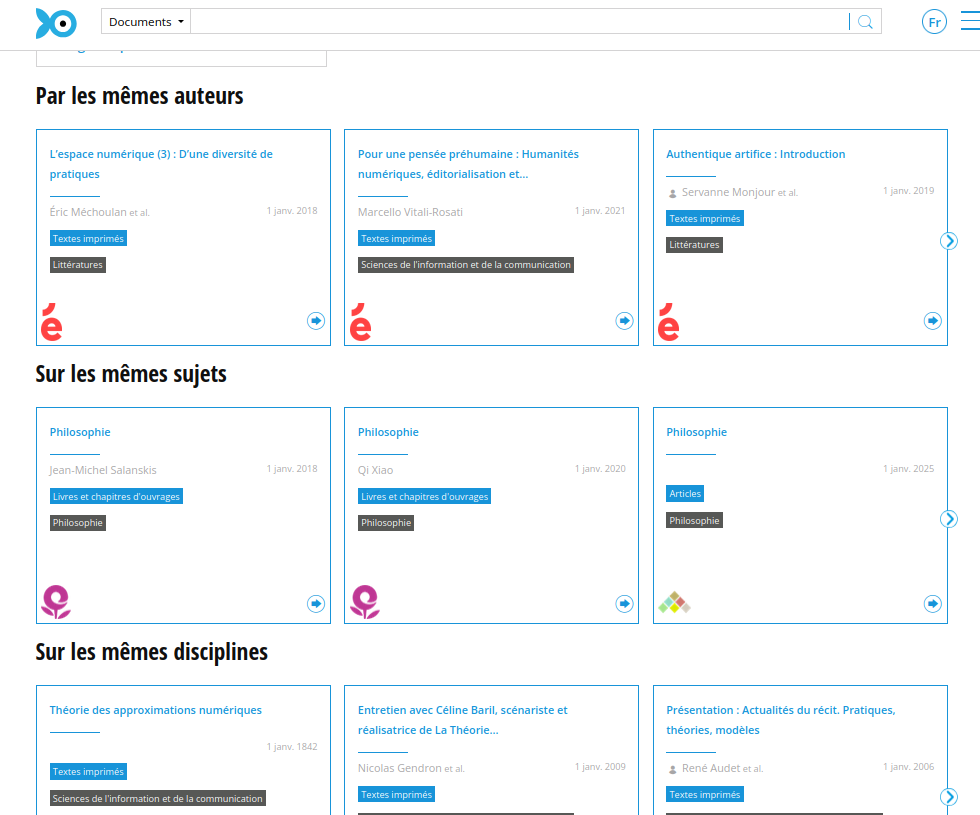 Documents
Fr
Par les mêmes auteurs
L'espace numérique (3) : D'une diversité de
pratiques
Éric Méchoulan et al.
1 janv. 2018
Textes imprimés
Littératures
é
Pour une pensée préhumaine : Humanités
numériques, éditorialisation et...
Marcello Vitali-Rosati
1 janv. 2021
Textes imprimés
Sciences de l'information et de la communication
é
Authentique artifice : Introduction
Servanne Monjour et al.
1 janv. 2019
Textes imprimés
Littératures
é
Sur les mêmes sujets
Philosophie
Jean-Michel Salanskis
1 janv. 2018
Livres et chapitres d'ouvrages
Philosophie
Philosophie
Qi Xiao
1 janv. 2020
Livres et chapitres d'ouvrages
Philosophie
Philosophie
1 janv. 2025
Articles
Philosophie
Sur les mêmes disciplines
Théorie des approximations numériques
1 janv. 1842
Textes imprimés
Sciences de l'information et de la communication
Entretien avec Céline Baril, scénariste et
réalisatrice de La Théorie...
Nicolas Gendron et al.
1 janv. 2009
Textes imprimés
Présentation : Actualités du récit. Pratiques,
théories, modèles
René Audet et al.
1 janv. 2006
Textes imprimés